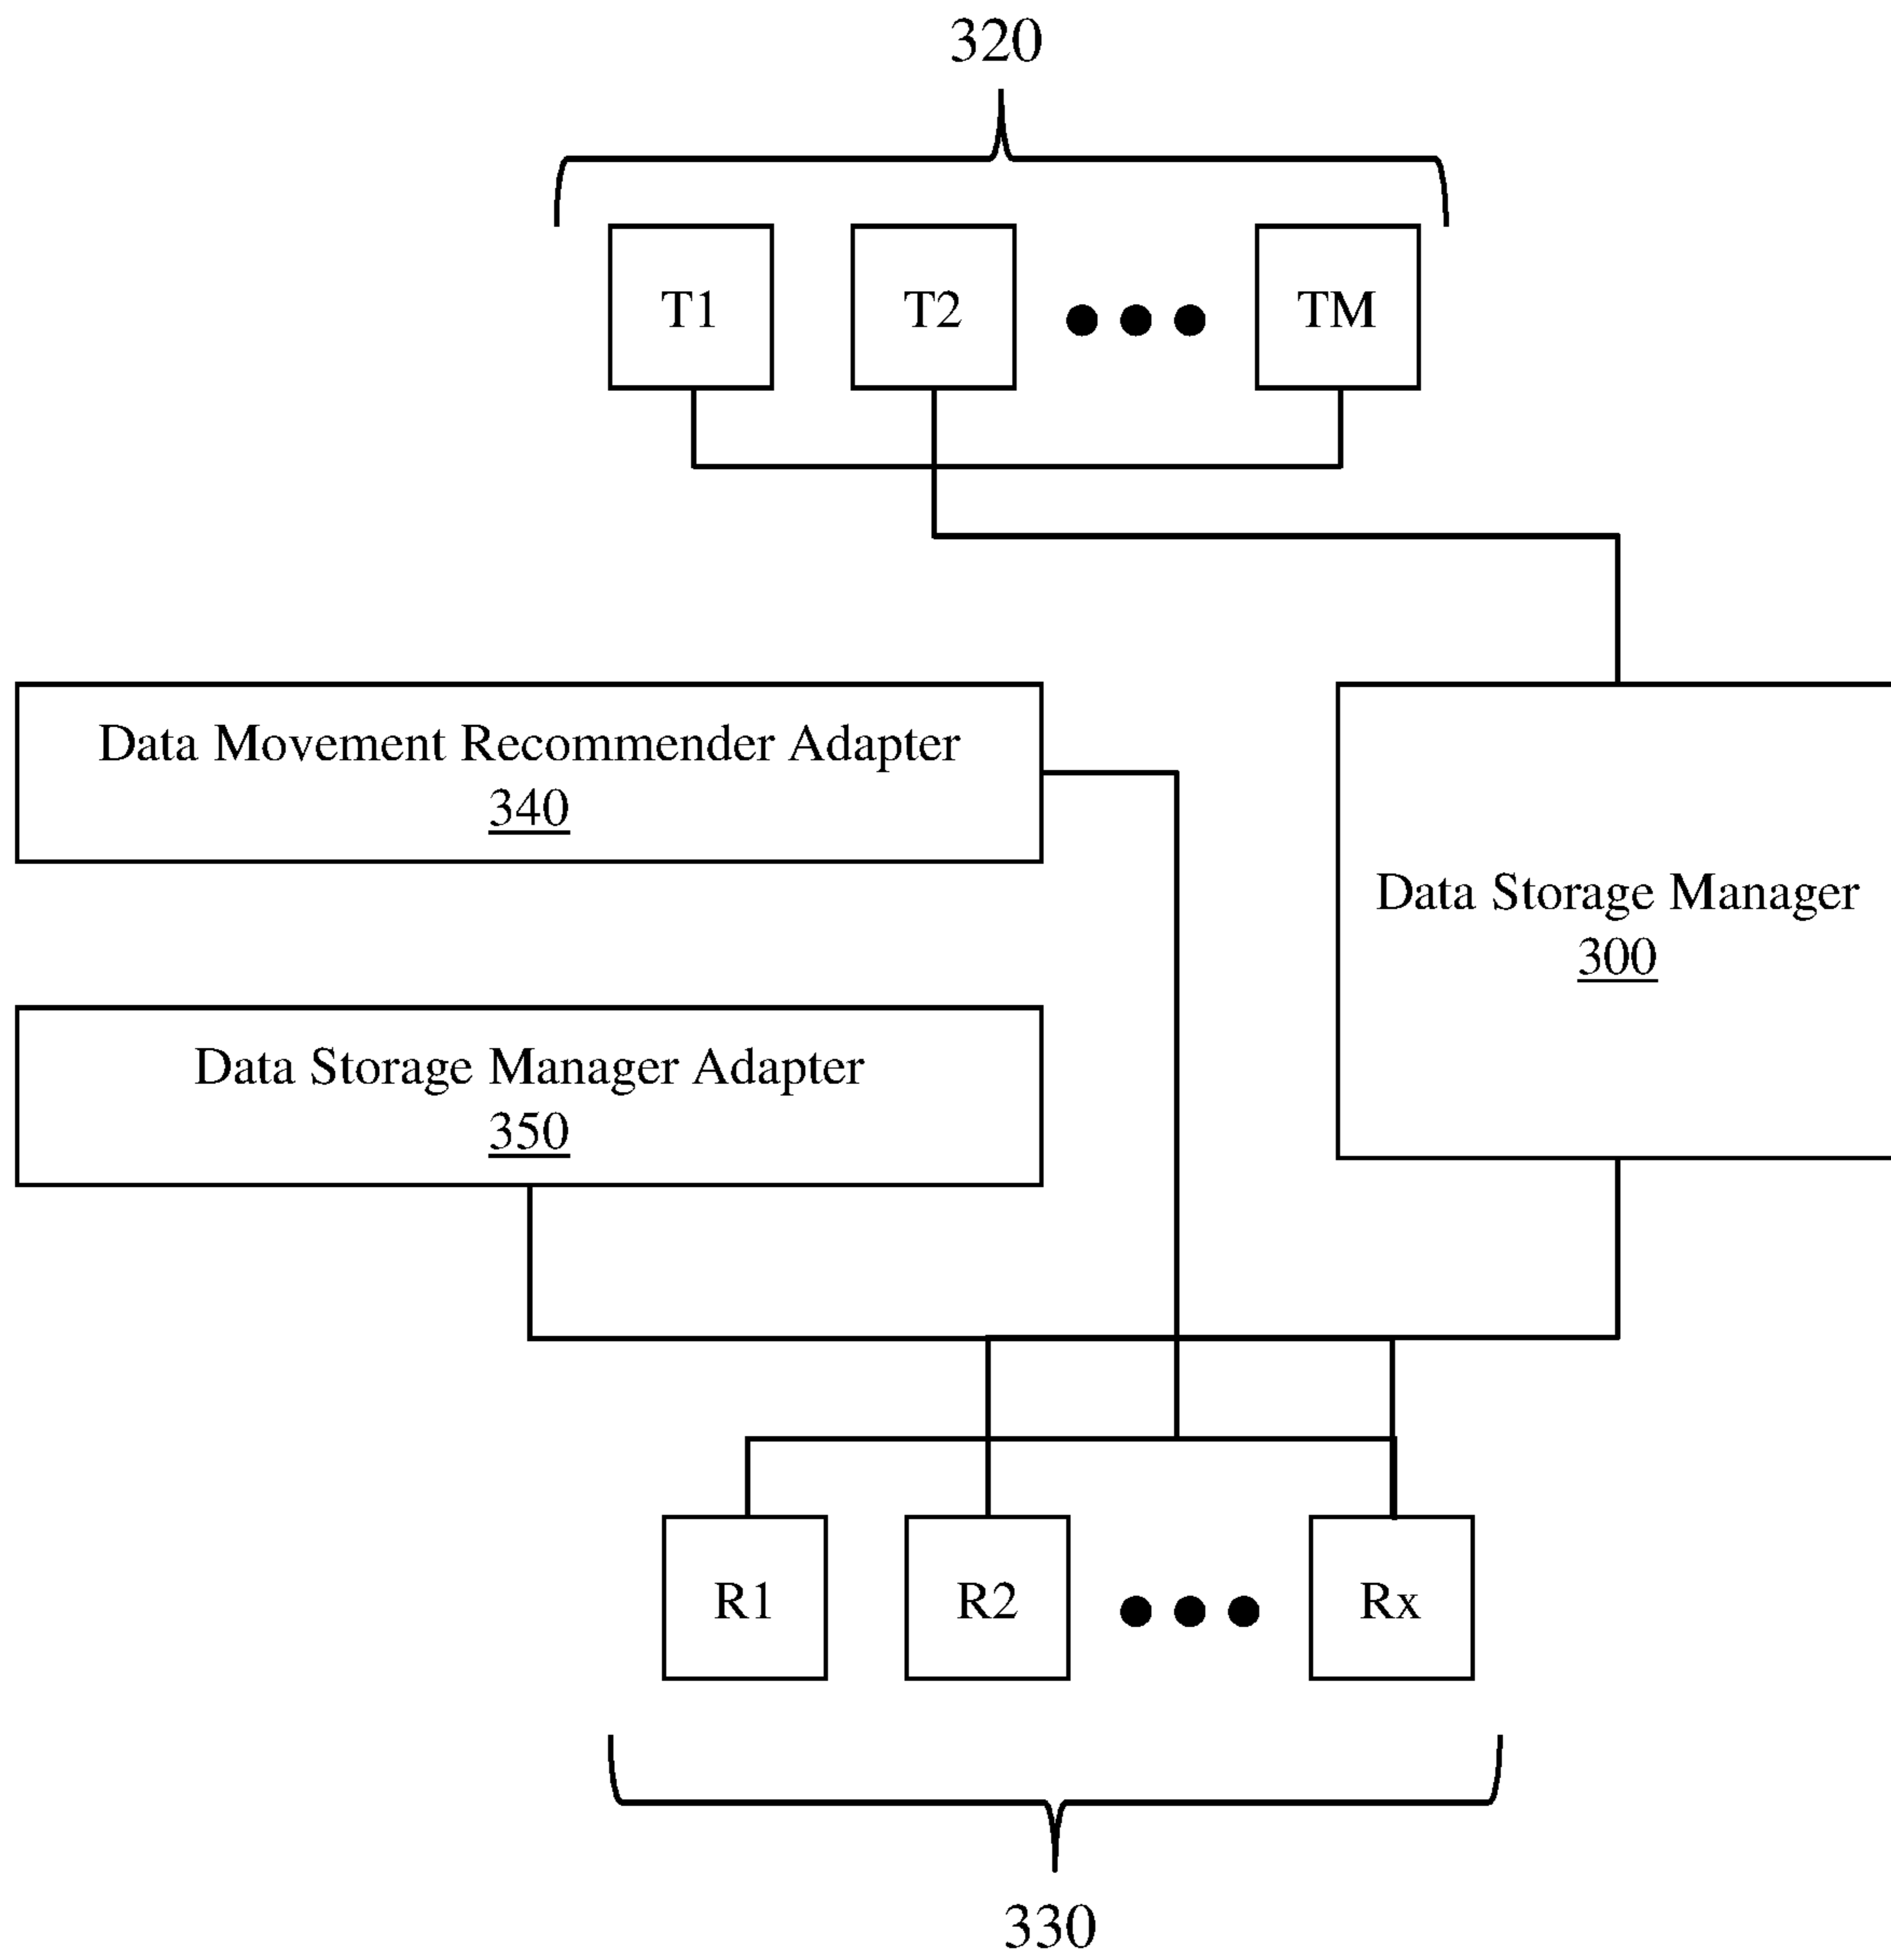 320
T1
T2
TM
Data Movement Recommender Adapter
340
Data Storage Manager
300
Data Storage Manager Adapter
350
R1
R2
Rx
330